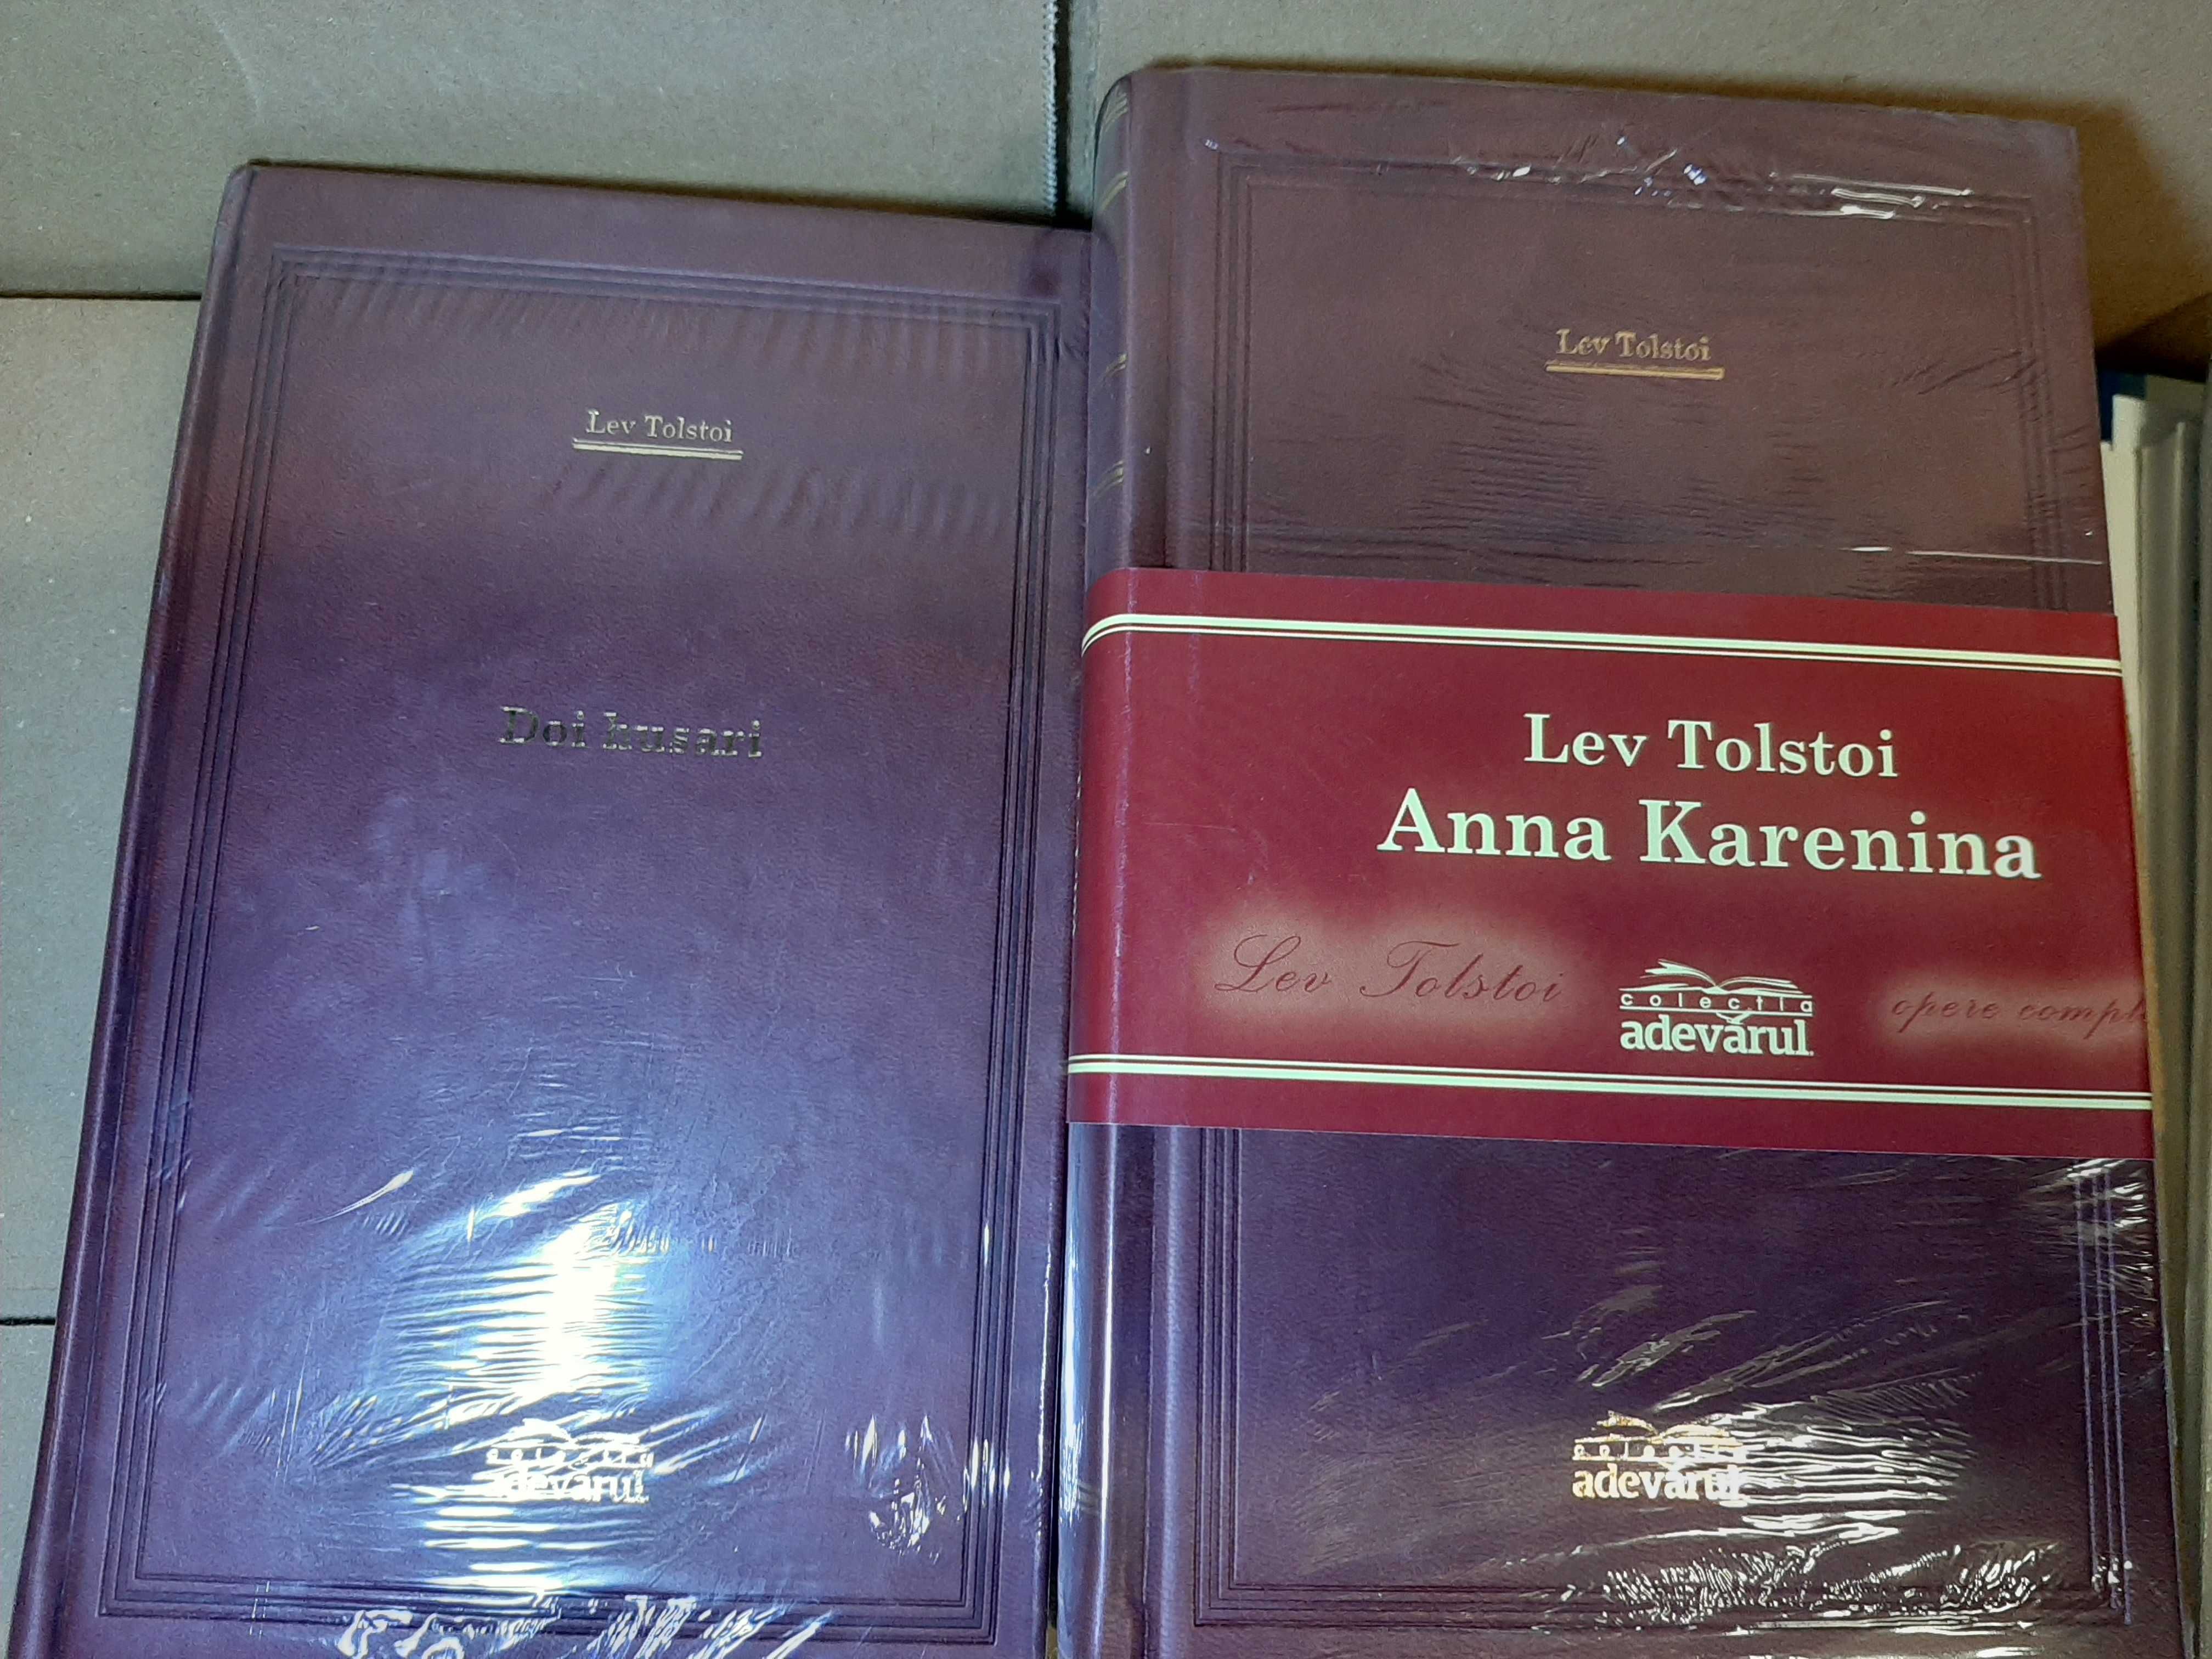 Lev Tolstoi
Doi husari
colecția
adevărul
Lev Tolstoi
Lev Tolstoi
Anna Karenina
Lev Tolstoi
colecția
adevărul
opere
colecția
adevărul